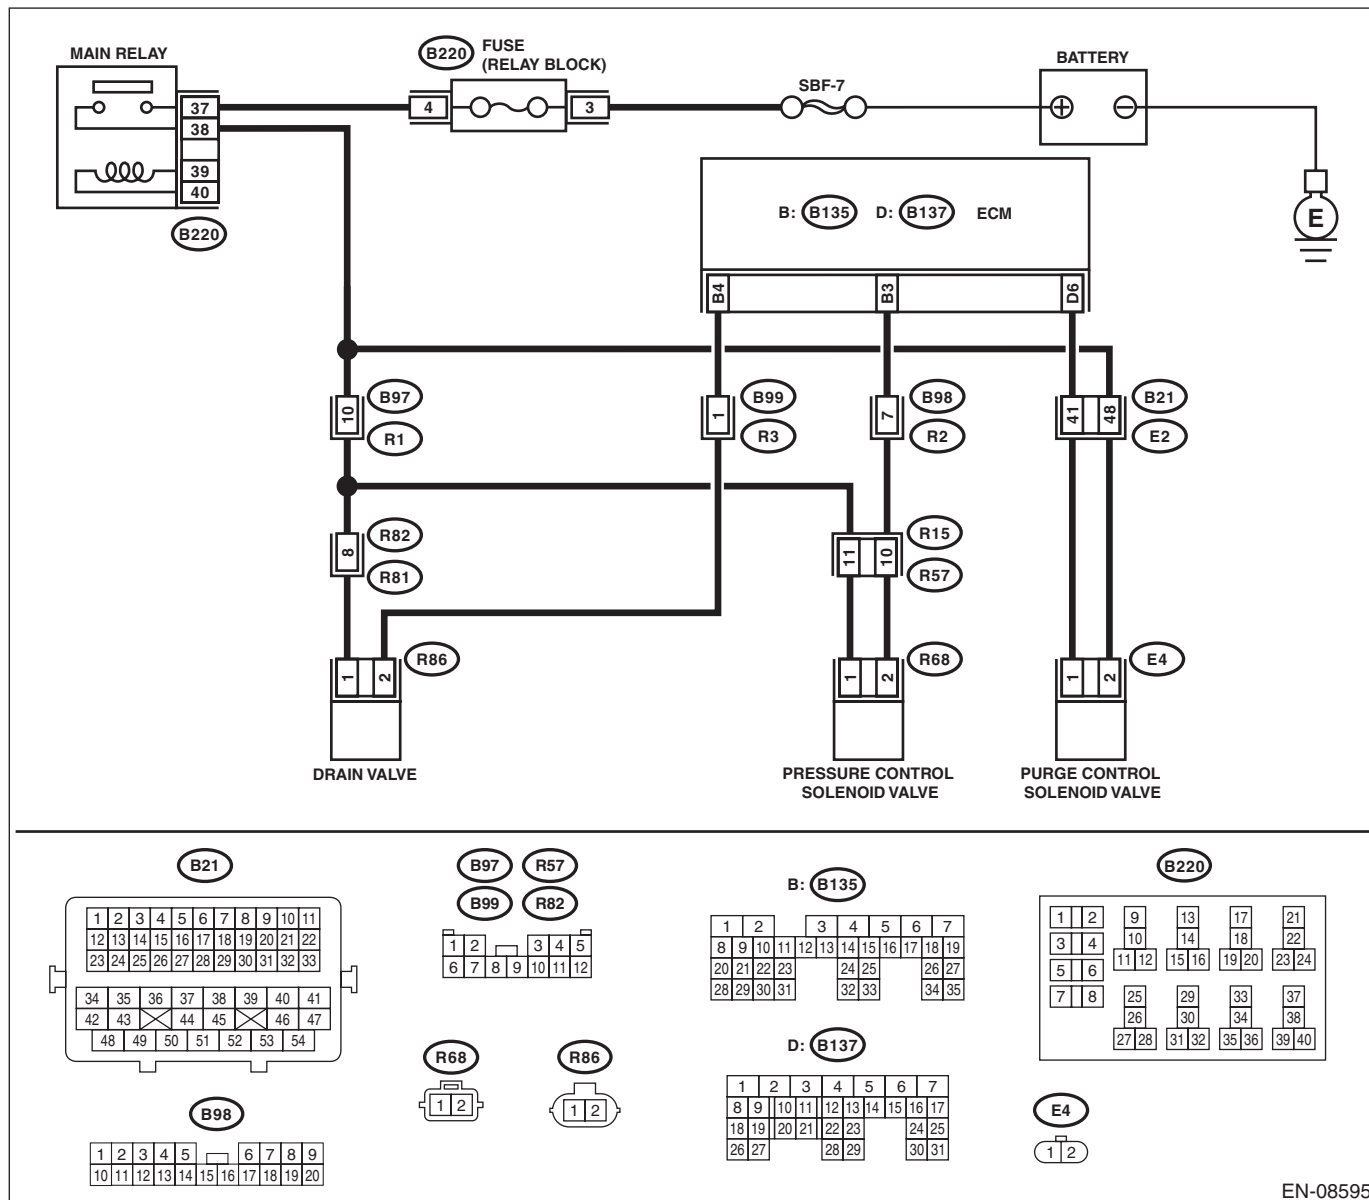 MAIN RELAY
B220
FUSE
(RELAY BLOCK)
SBF-7
BATTERY
37
38
39
40
4
3
+ −
E
B220
B: B135 D: B137 ECM
B4 B3 D6
10
B97
R1
1
B99
R3
7
B98
R2
41 48
B21
E2
8
R82
R81
11 10
R15
R57
1 2
R86
1 2
R68
1 2
E4
DRAIN VALVE
PRESSURE CONTROL
SOLENOID VALVE
PURGE CONTROL
SOLENOID VALVE
B21
1 2 3 4 5 6 7 8 9 10 11
12 13 14 15 16 17 18 19 20 21 22
23 24 25 26 27 28 29 30 31 32 33
34 35 36 37 38 39 40 41
42 43 44 45 46 47
48 49 50 51 52 53 54
B98
1 2 3 4 5 6 7 8 9
10 11 12 13 14 15 16 17 18 19 20
B97 R57
B99 R82
1 2 3 4 5
6 7 8 9 10 11 12
R68
1 2
R86
1 2
B: B135
1 2 3 4 5 6 7
8 9 10 11 12 13 14 15 16 17 18 19
20 21 22 23 24 25 26 27
28 29 30 31 32 33 34 35
D: B137
1 2 3 4 5 6 7
8 9 10 11 12 13 14 15 16 17
18 19 20 21 22 23 24 25
26 27 28 29 30 31
B220
1 2
3 4
5 6
7 8
9 13 17 21
10 14 18 22
11 12 15 16 19 20 23 24
25 29 33 37
26 30 34 38
27 28 31 32 35 36 39 40
E4
1 2
EN-08595